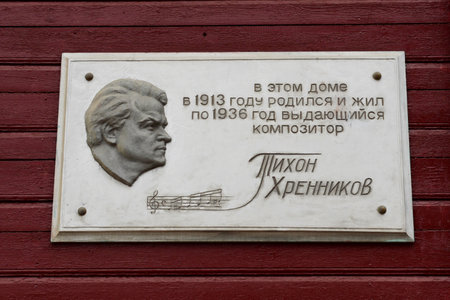 в этом доме
в 1913 году родился и жил
по 1936 год выдающийся
композитор
Тихон
Хренников